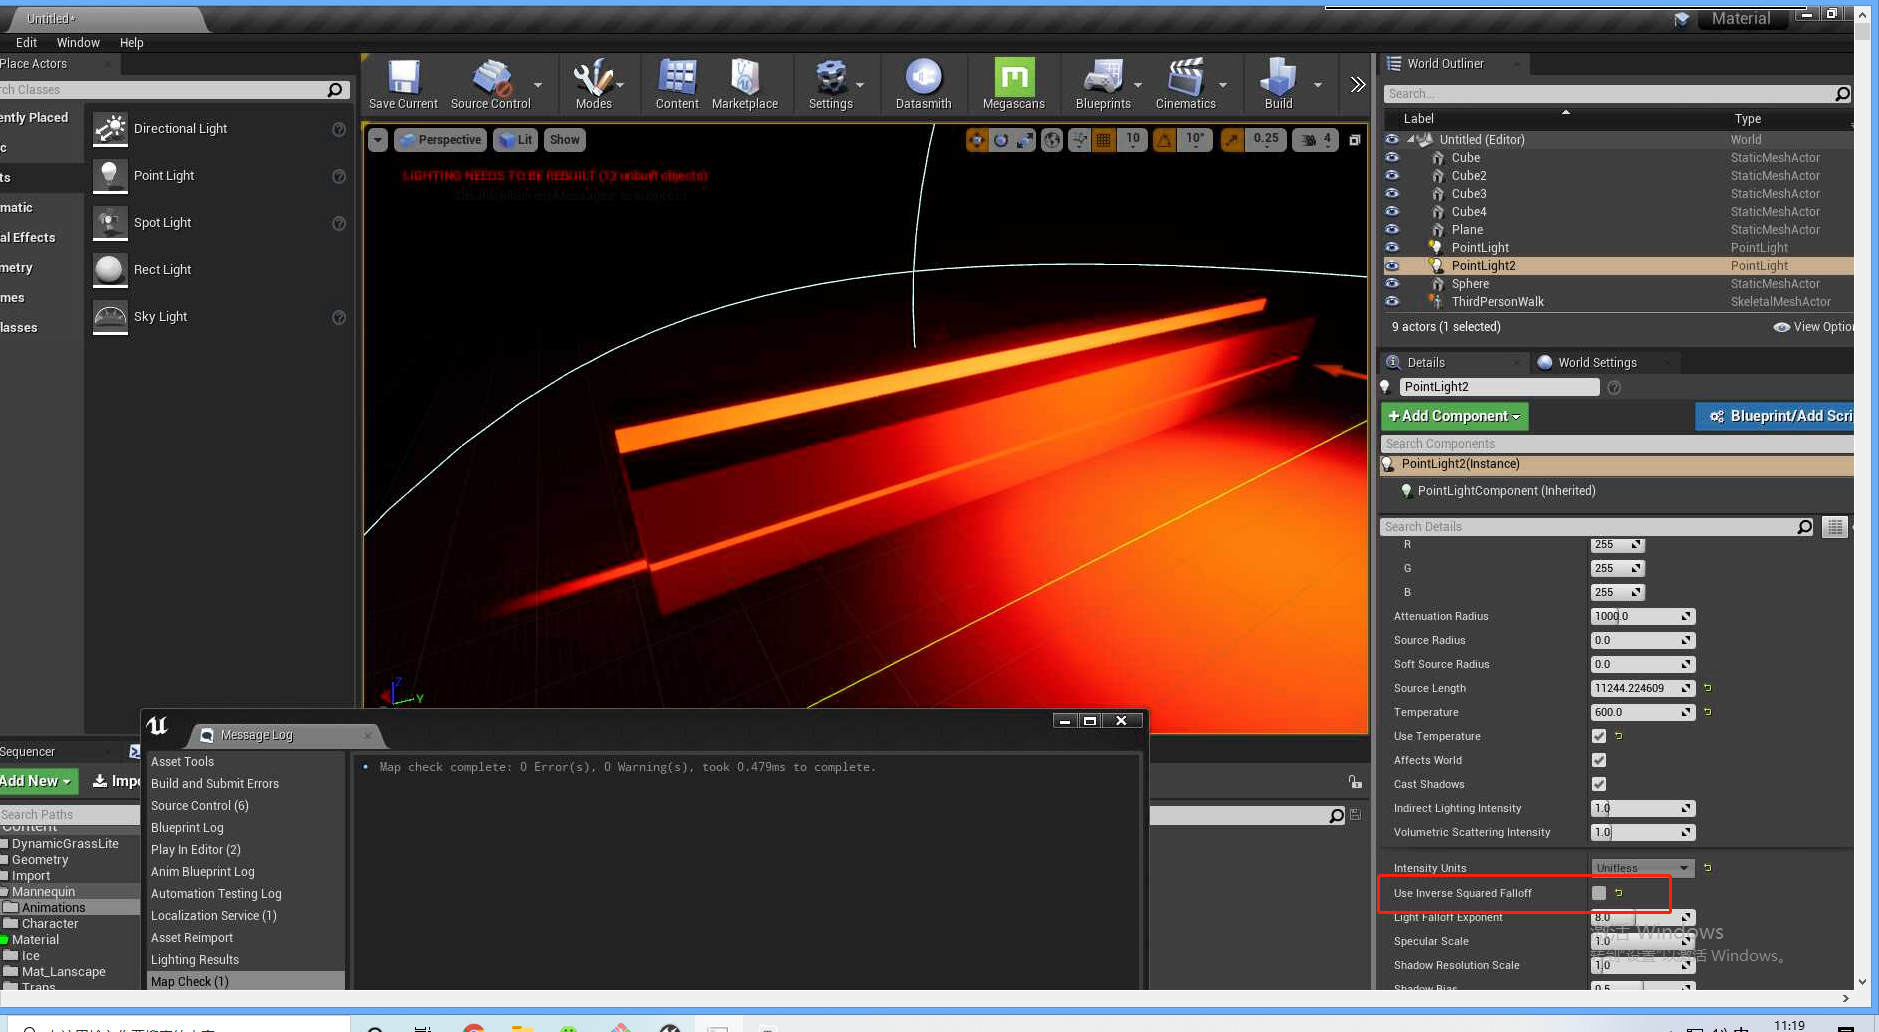 Untitled*
Material
Edit Window Help
Place Actors
rch Classes
ently Placed
c
ts
matic
al Effects
metry
mes
lasses
Directional Light
Point Light
Spot Light
Rect Light
Sky Light
Save Current Source Control Modes Content Marketplace Settings Datasmith Megascans Blueprints Cinematics Build
Perspective Lit Show
10 10° 0.25 4
LIGHTING NEEDS TO BE REBUILT (12 unbuilt objects)
Z
Y
World Outliner
Search...
Label Type
Untitled (Editor) World
Cube StaticMeshActor
Cube2 StaticMeshActor
Cube3 StaticMeshActor
Cube4 StaticMeshActor
Plane StaticMeshActor
PointLight PointLight
PointLight2 PointLight
Sphere StaticMeshActor
ThirdPersonWalk SkeletalMeshActor
9 actors (1 selected) View Optio
Details World Settings
PointLight2
+Add Component Blueprint/Add Scri
Search Components
PointLight2(Instance)
PointLightComponent (Inherited)
Search Details
R 255
G 255
B 255
Attenuation Radius 1000.0
Source Radius 0.0
Soft Source Radius 0.0
Source Length 11244.224609
Temperature 600.0
Use Temperature
Affects World
Cast Shadows
Indirect Lighting Intensity 1.0
Volumetric Scattering Intensity 1.0
Intensity Units Unitless
Use Inverse Squared Falloff
Light Falloff Exponent 8.0
Specular Scale 1.0
Shadow Resolution Scale 1.0
Shadow Bias 0.5
激活 Windows
转到"设置"以激活 Windows。
Sequencer
Add New Impo
Search Paths
Content
DynamicGrassLite
Geometry
Import
Mannequin
Animations
Character
Material
Ice
Mat_Lanscape
Trans
Message Log
Asset Tools
Build and Submit Errors
Source Control (6)
Blueprint Log
Play In Editor (2)
Anim Blueprint Log
Automation Testing Log
Localization Service (1)
Asset Reimport
Lighting Results
Map Check (1)
Map check complete: 0 Error(s), 0 Warning(s), took 0.479ms to complete.
11:19